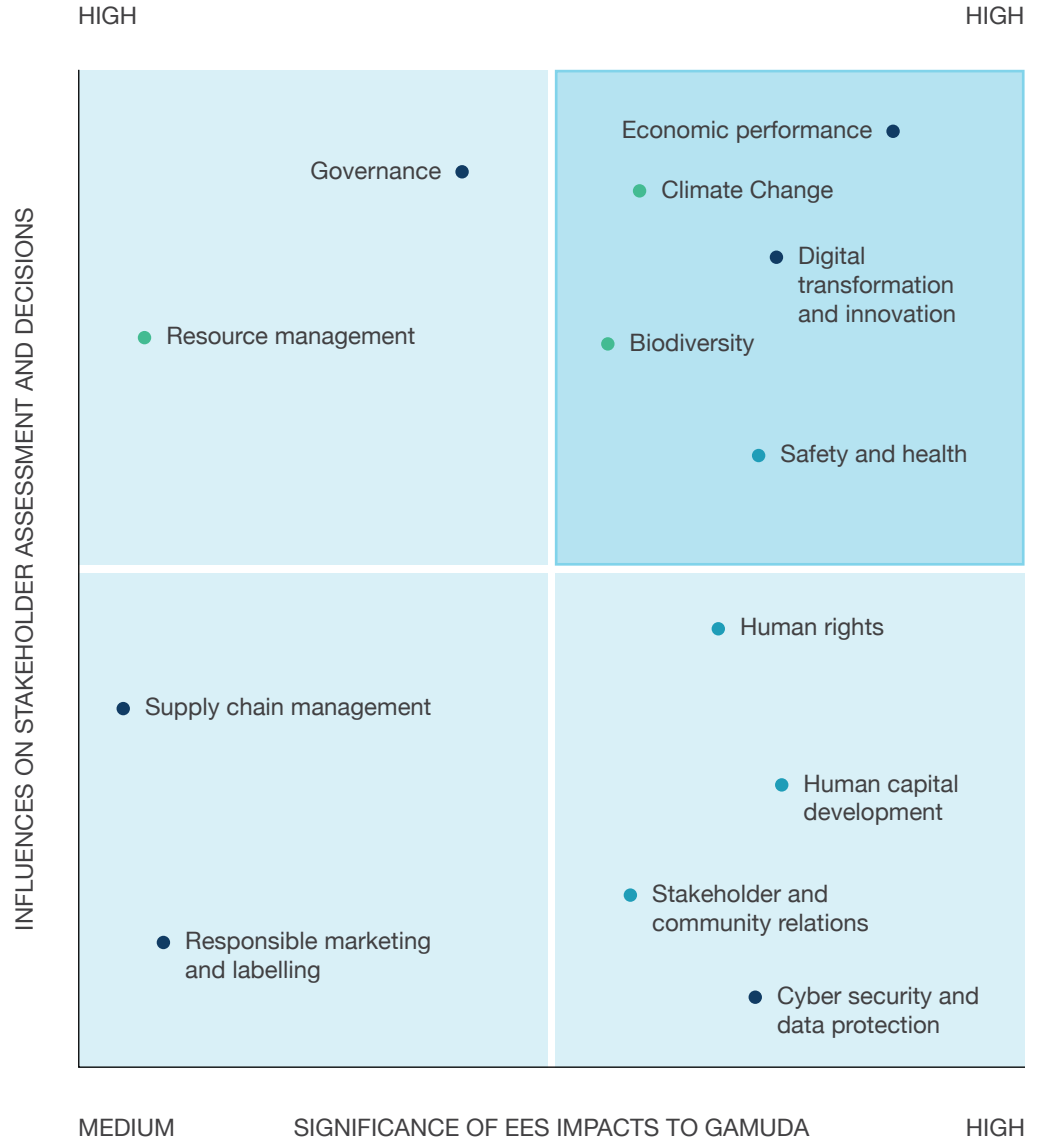 HIGH
HIGH
INFLUENCES ON STAKEHOLDER ASSESSMENT AND DECISIONS
Economic performance
Governance
Climate Change
Digital
transformation
and innovation
Resource management
Biodiversity
Safety and health
Human rights
Supply chain management
Human capital
development
Stakeholder and
community relations
Responsible marketing
and labelling
Cyber security and
data protection
MEDIUM
SIGNIFICANCE OF EES IMPACTS TO GAMUDA
HIGH